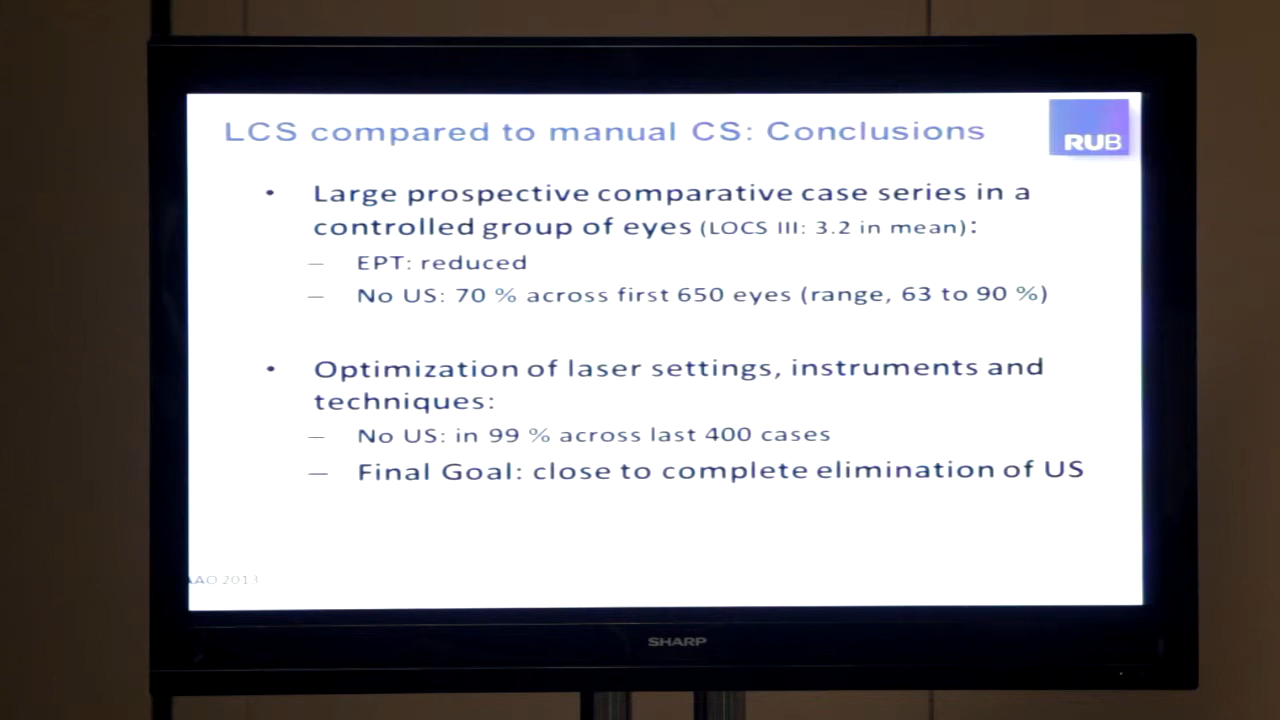 LCS compared to manual CS: Conclusions
RUB
• Large prospective comparative case series in a
controlled group of eyes (LOCS III: 3.2 in mean):
– EPT: reduced
– No US: 70 % across first 650 eyes (range, 63 to 90 %)
• Optimization of laser settings, instruments and
techniques:
– No US: in 99 % across last 400 cases
– Final Goal: close to complete elimination of US
AAO 2013
SHARP